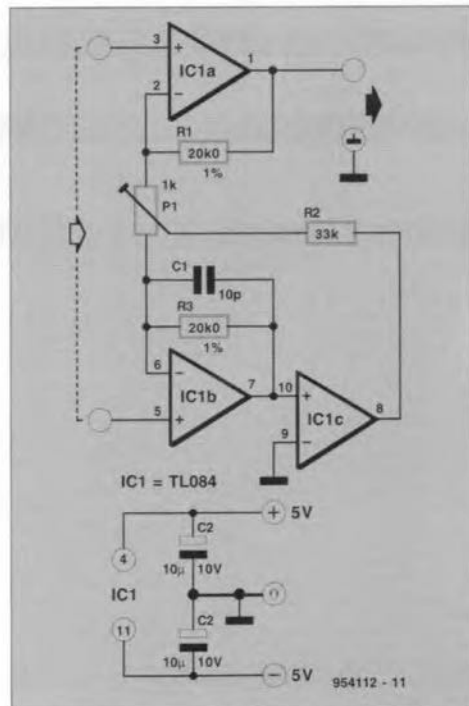 3
+
IC1a
1
2
−
R1
20k0
1%
1k
P1
R2
33k
C1
10p
R3
20k0
1%
6
−
IC1b
7
5
+
10
+
IC1c
8
9
−
IC1 = TL084
+ 5V
4
C2
10µ 10V
IC1
0
11
C2
10µ 10V
− 5V
954112 - 11